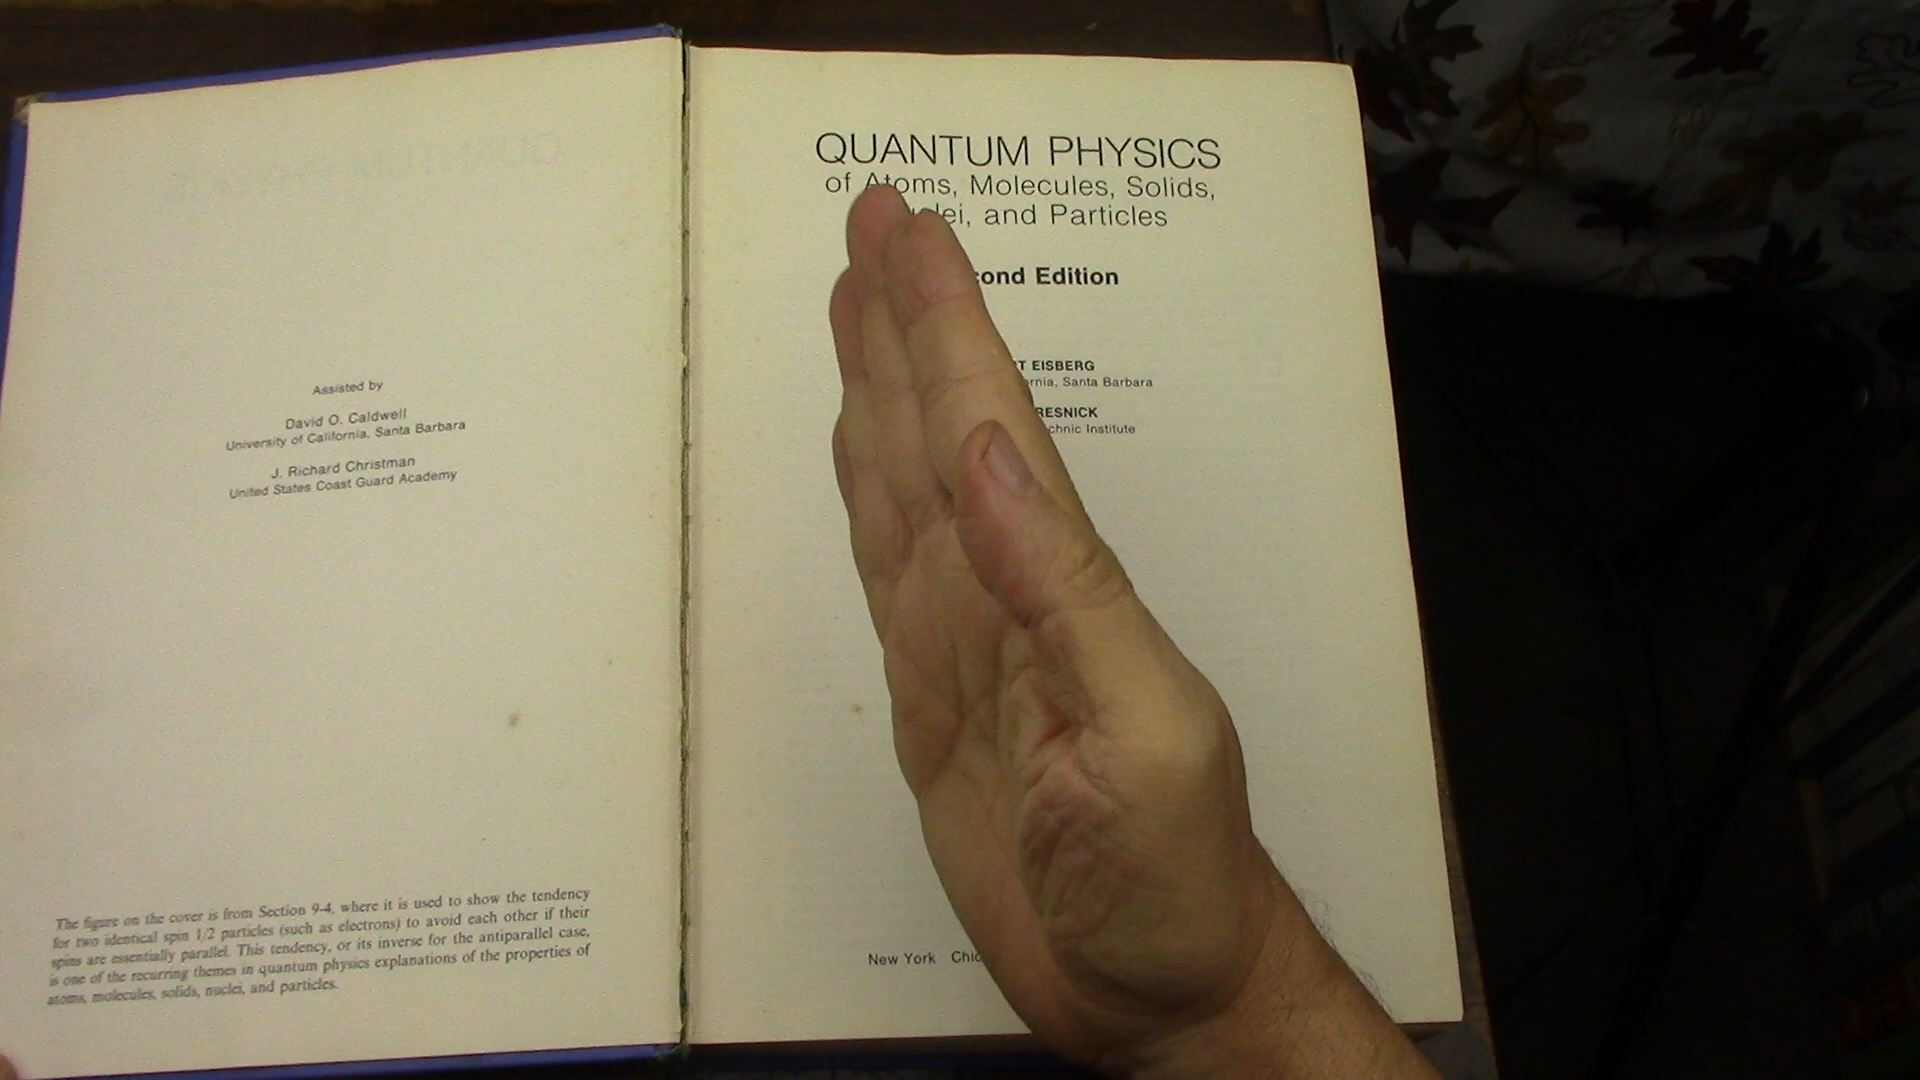 Assisted by
David O. Caldwell
University of California, Santa Barbara
J. Richard Christman
United States Coast Guard Academy
The figure on the cover is from Section 9-4, where it is used to show the tendency
for two identical spin 1/2 particles (such as electrons) to avoid each other if their
spins are essentially parallel. This tendency, or its inverse for the antiparallel case,
is one of the recurring themes in quantum physics explanations of the properties of
atoms, molecules, solids, nuclei, and particles.
QUANTUM PHYSICS
of Atoms, Molecules, Solids,
and Particles
Edition
EISBERG
Santa Barbara
RESNICK
Institute
New York